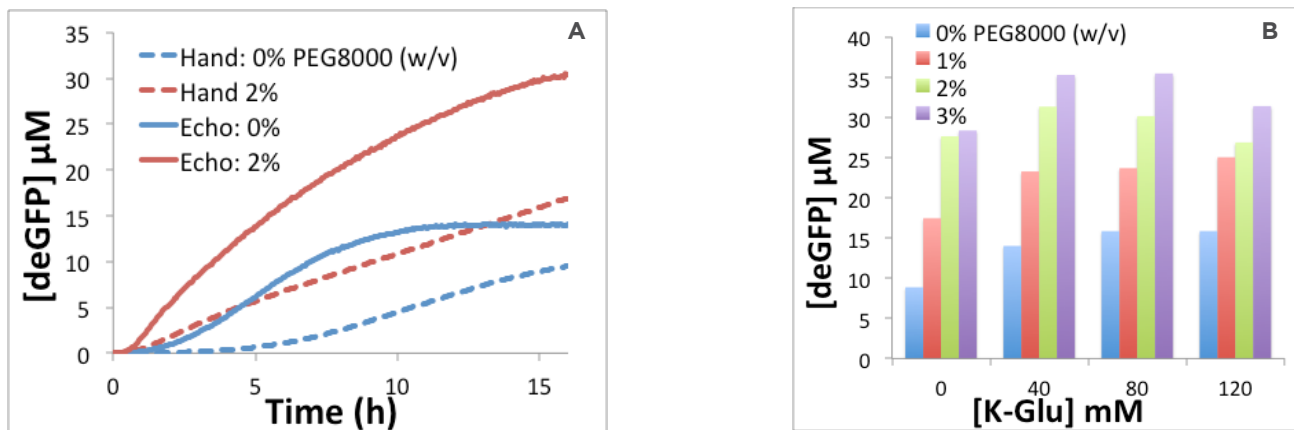 A
35
30
25
20
15
10
5
0
[deGFP] µM
Hand: 0% PEG8000 (w/v)
Hand 2%
Echo: 0%
Echo: 2%
0 5 10 15
Time (h)
B
40
35
30
25
20
15
10
5
0
[deGFP] µM
0% PEG8000 (w/v)
1%
2%
3%
0 40 80 120
[K-Glu] mM